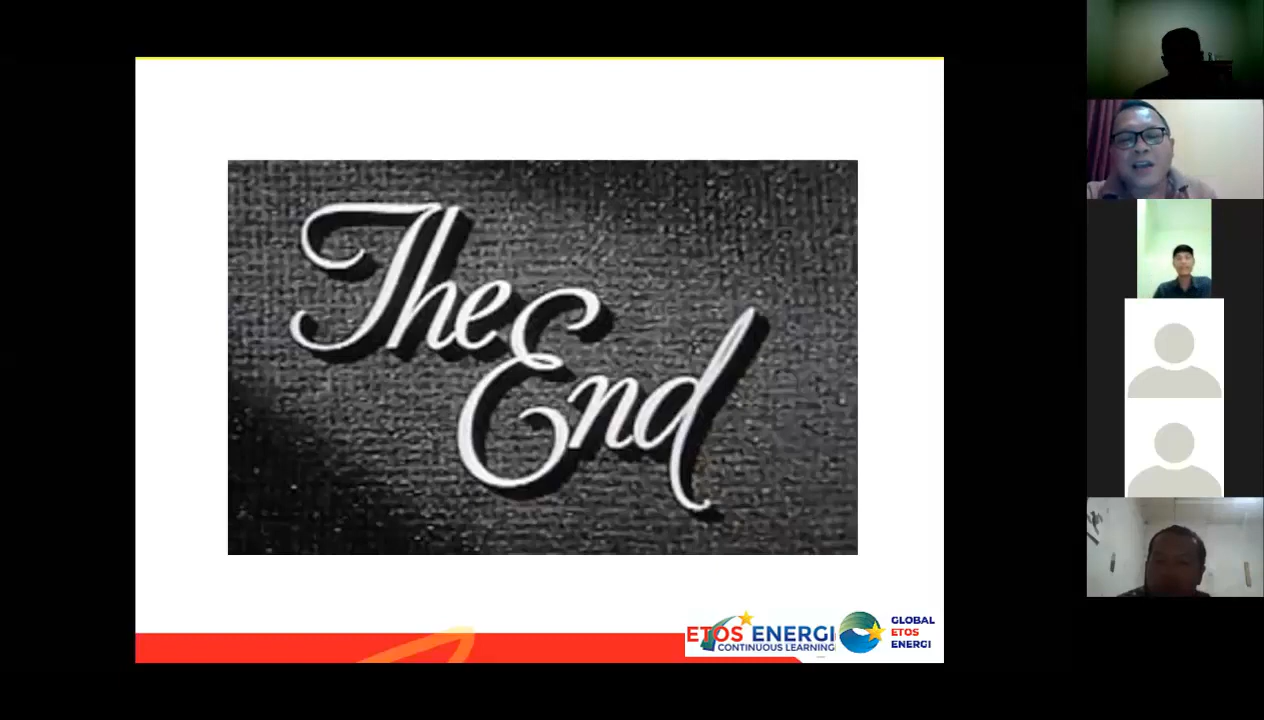 The
End
ETOS ENERGI
CONTINUOUS LEARNING
GLOBAL
ETOS
ENERGI